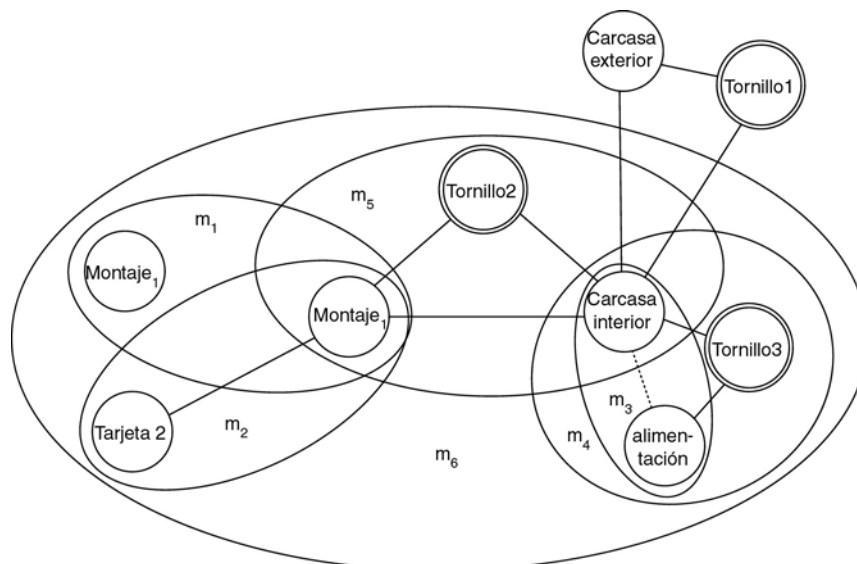 Carcasa
exterior
Tornillo1
Tornillo2
m5
m1
Montaje1
Montaje1
Carcasa
interior
Tornillo3
m3
Tarjeta 2
m2
m4
alimen-
tación
m6